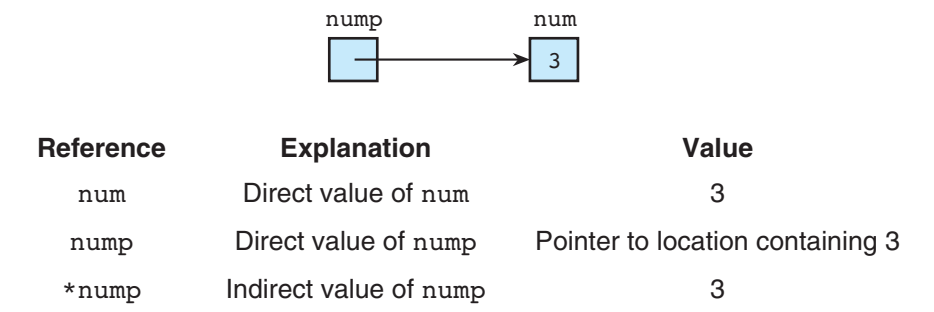 nump num
3
Reference Explanation Value
num Direct value of num 3
nump Direct value of nump Pointer to location containing 3
*nump Indirect value of nump 3